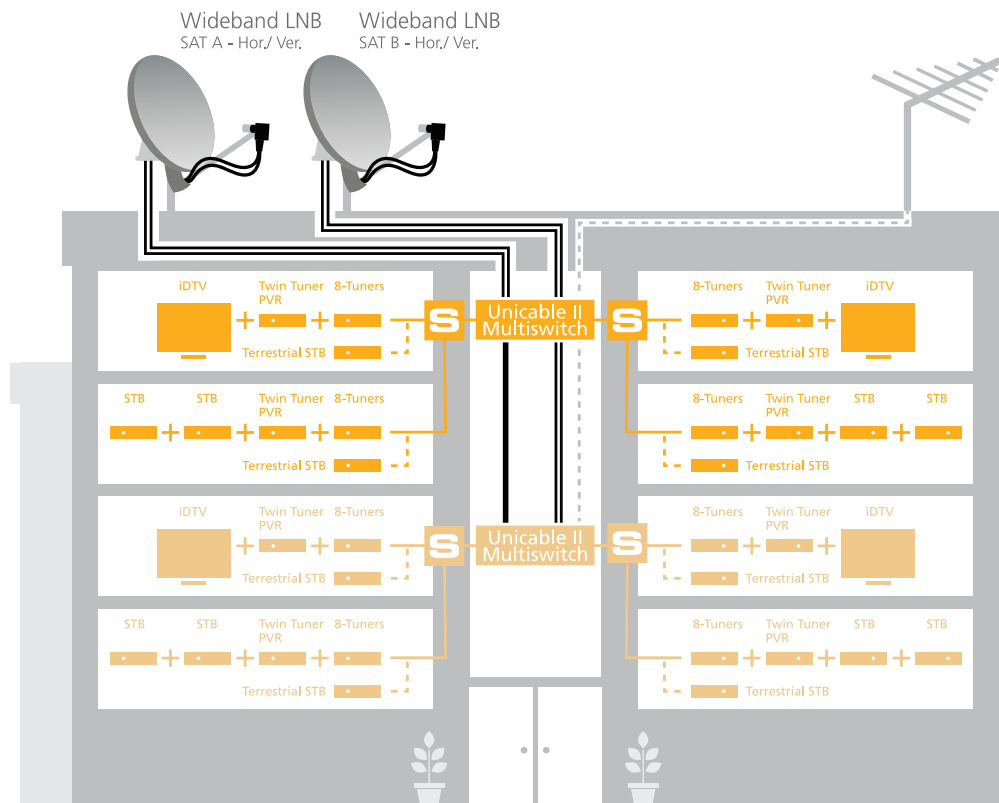 Wideband LNB
SAT A - Hor./ Ver.
Wideband LNB
SAT B - Hor./ Ver.
iDTV
Twin Tuner
PVR
8-Tuners
Terrestrial STB
S
Unicable II
Multiswitch
S
8-Tuners
Twin Tuner
PVR
iDTV
Terrestrial STB
STB
STB
Twin Tuner
PVR
8-Tuners
Terrestrial STB
8-Tuners
Twin Tuner
PVR
STB
STB
Terrestrial STB
iDTV
Twin Tuner
PVR
8-Tuners
Terrestrial STB
S
Unicable II
Multiswitch
S
8-Tuners
Twin Tuner
PVR
iDTV
Terrestrial STB
STB
STB
Twin Tuner
PVR
8-Tuners
Terrestrial STB
8-Tuners
Twin Tuner
PVR
STB
STB
Terrestrial STB